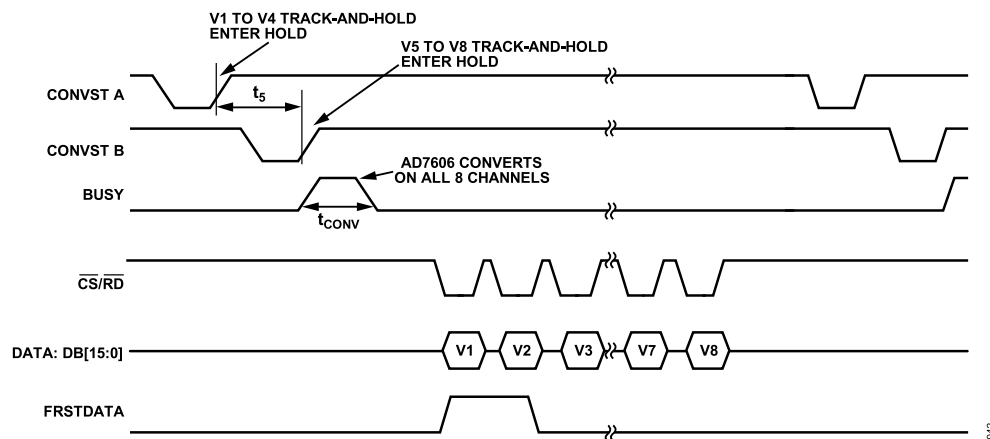 V1 TO V4 TRACK-AND-HOLD
ENTER HOLD
V5 TO V8 TRACK-AND-HOLD
ENTER HOLD
CONVST A
t5
CONVST B
AD7606 CONVERTS
ON ALL 8 CHANNELS
BUSY
tCONV
CS/RD
DATA: DB[15:0]
V1
V2
V3
V7
V8
FRSTDATA